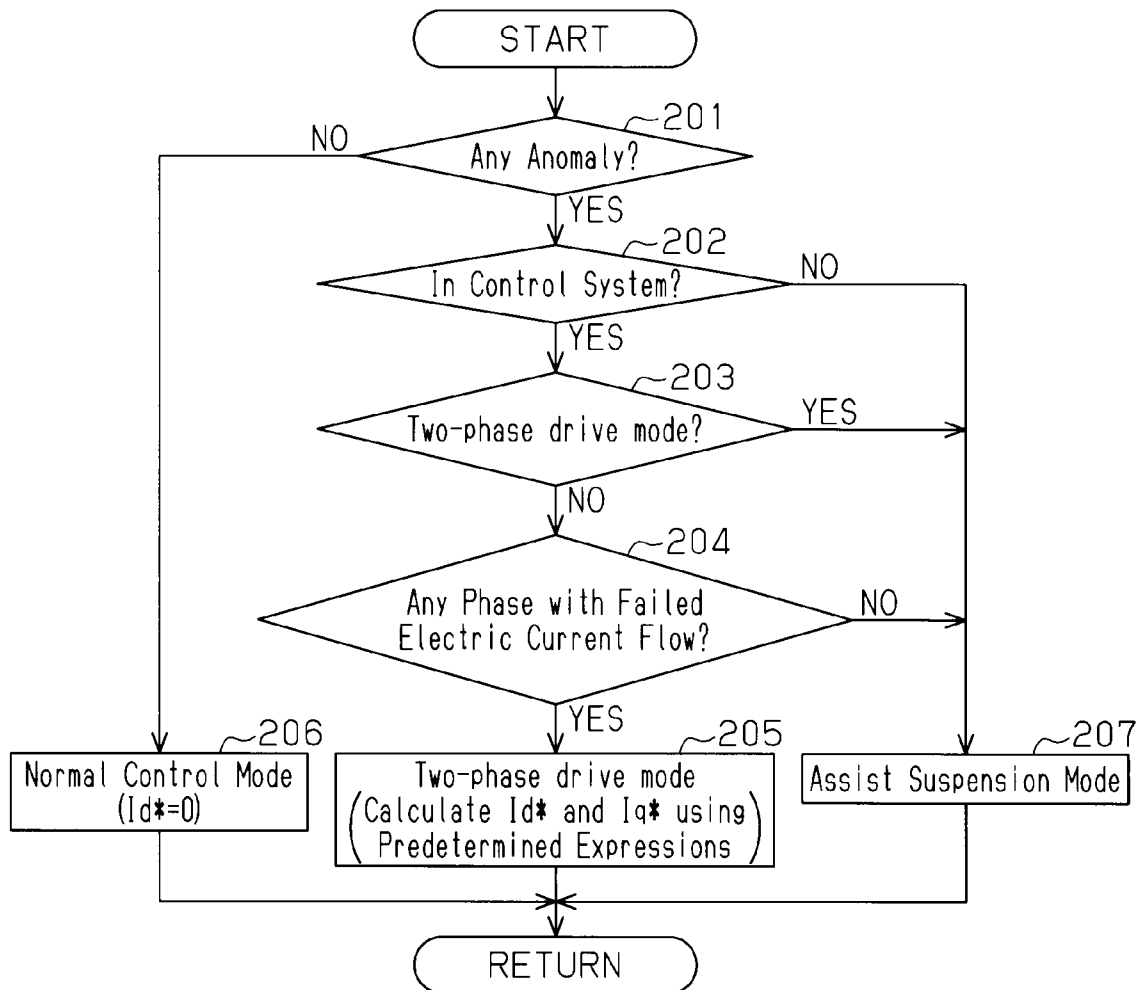 START
201
NO
Any Anomaly?
YES
202
In Control System?
NO
YES
203
Two-phase drive mode?
YES
NO
204
Any Phase with Failed
Electric Current Flow?
NO
YES
206
Normal Control Mode
(Id*=0)
205
Two-phase drive mode
(Calculate Id* and Iq* using
Predetermined Expressions)
207
Assist Suspension Mode
RETURN